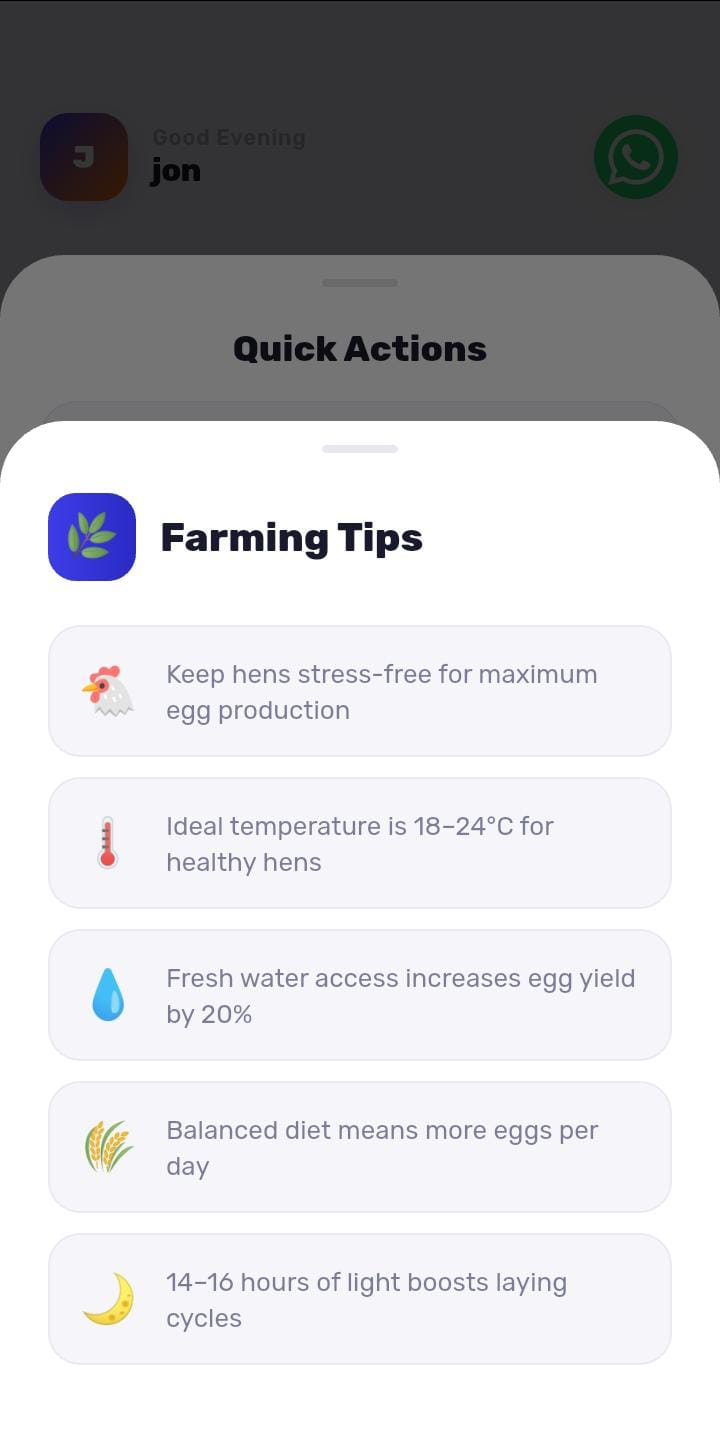 J
Good Evening
jon
Quick Actions
Farming Tips
Keep hens stress-free for maximum
egg production
Ideal temperature is 18–24°C for
healthy hens
Fresh water access increases egg yield
by 20%
Balanced diet means more eggs per
day
14–16 hours of light boosts laying
cycles